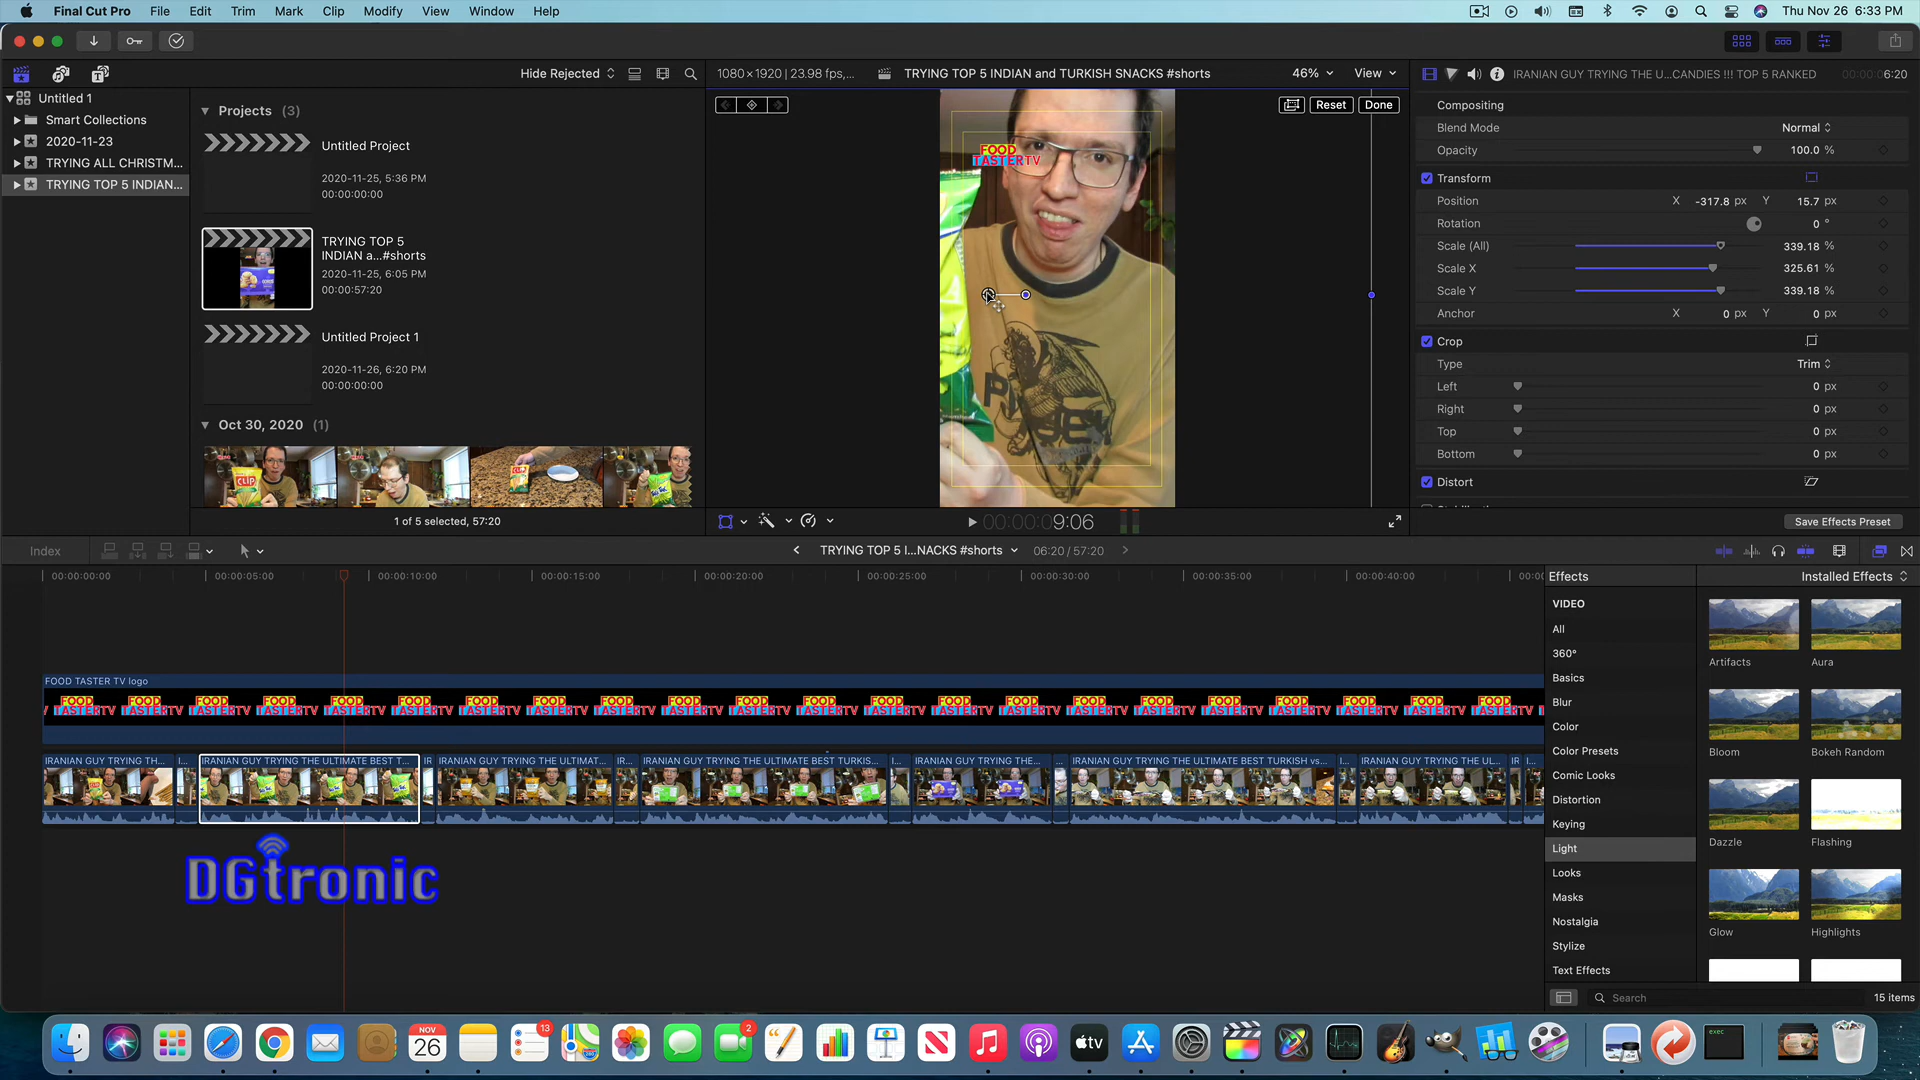 Final Cut Pro File Edit Trim Mark Clip Modify View Window Help
Thu Nov 26 6:33 PM
Hide Rejected
1080×1920 | 23.98 fps,...
TRYING TOP 5 INDIAN and TURKISH SNACKS #shorts
46%
View
IRANIAN GUY TRYING THE U...CANDIES !!! TOP 5 RANKED
00:00:06:20
Untitled 1
Smart Collections
2020-11-23
TRYING ALL CHRISTM...
TRYING TOP 5 INDIAN...
Projects (3)
Untitled Project
2020-11-25, 5:36 PM
00:00:00:00
TRYING TOP 5
INDIAN a...#shorts
2020-11-25, 6:05 PM
00:00:57:20
Untitled Project 1
2020-11-26, 6:20 PM
00:00:00:00
Oct 30, 2020 (1)
1 of 5 selected, 57:20
Reset
Done
FOOD
TASTERTV
00:00:00:09:06
Compositing
Blend Mode Normal
Opacity 100.0 %
Transform
Position X -317.8 px Y 15.7 px
Rotation 0 °
Scale (All) 339.18 %
Scale X 325.61 %
Scale Y 339.18 %
Anchor X 0 px Y 0 px
Crop
Type Trim
Left 0 px
Right 0 px
Top 0 px
Bottom 0 px
Distort
Save Effects Preset
Index
TRYING TOP 5 I...NACKS #shorts
06:20 / 57:20
00:00:00:00 00:00:05:00 00:00:10:00 00:00:15:00 00:00:20:00 00:00:25:00 00:00:30:00 00:00:35:00 00:00:40:00
FOOD TASTER TV logo
IRANIAN GUY TRYING TH... I... IRANIAN GUY TRYING THE ULTIMATE BEST T... IR IRANIAN GUY TRYING THE ULTIMAT... IR... IRANIAN GUY TRYING THE ULTIMATE BEST TURKIS... I... IRANIAN GUY TRYING THE... ... IRANIAN GUY TRYING THE ULTIMATE BEST TURKISH vs... I... IRANIAN GUY TRYING THE UL... IR I...
DGtronic
Effects
Installed Effects
VIDEO
All
360°
Basics
Blur
Color
Color Presets
Comic Looks
Distortion
Keying
Light
Looks
Masks
Nostalgia
Stylize
Text Effects
Artifacts
Aura
Bloom
Bokeh Random
Dazzle
Flashing
Glow
Highlights
Search
15 items
NOV
26
13
2
tv
exec